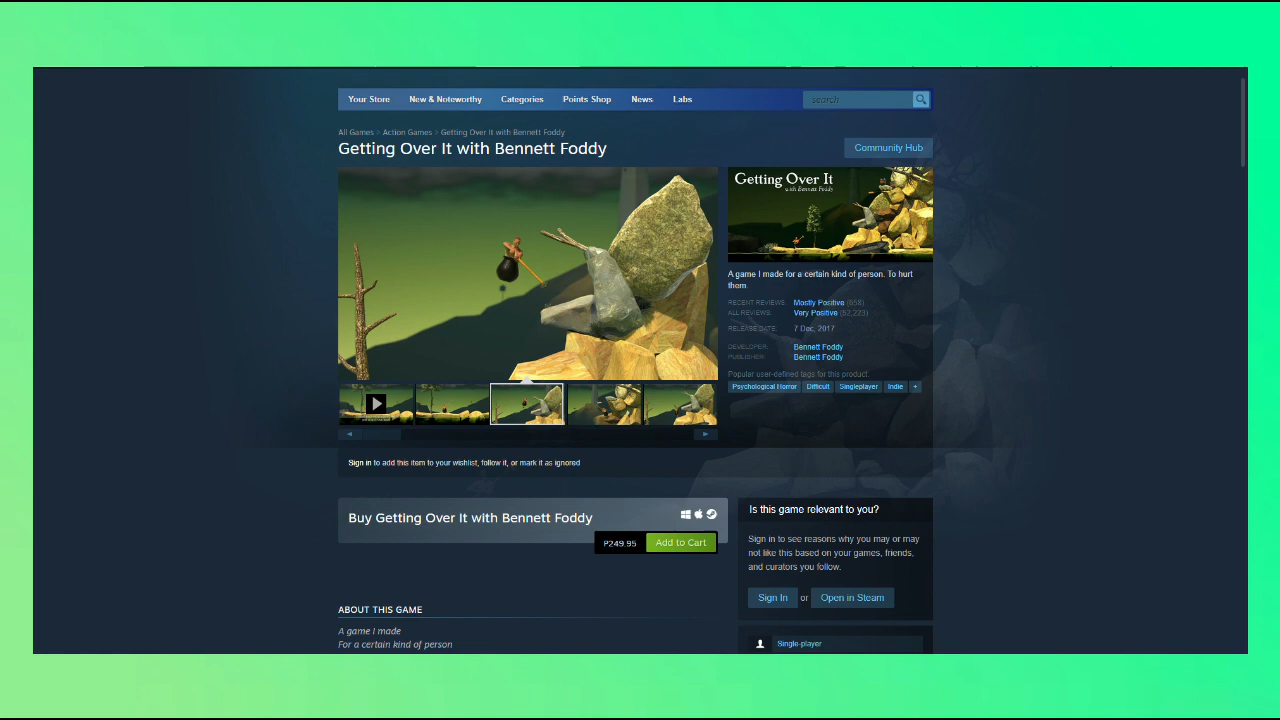 Your Store New & Noteworthy Categories Points Shop News Labs search
All Games > Action Games > Getting Over It with Bennett Foddy
Getting Over It with Bennett Foddy
Community Hub
Getting Over It
with Bennett Foddy
A game I made for a certain kind of person. To hurt
them.
RECENT REVIEWS: Mostly Positive (658)
ALL REVIEWS: Very Positive (52,223)
RELEASE DATE: 7 Dec, 2017
DEVELOPER: Bennett Foddy
PUBLISHER: Bennett Foddy
Popular user-defined tags for this product:
Psychological Horror Difficult Singleplayer Indie +
Sign in to add this item to your wishlist, follow it, or mark it as ignored
Buy Getting Over It with Bennett Foddy
P249.95 Add to Cart
Is this game relevant to you?
Sign in to see reasons why you may or may
not like this based on your games, friends,
and curators you follow.
Sign In or Open in Steam
ABOUT THIS GAME
A game I made
For a certain kind of person
Single-player